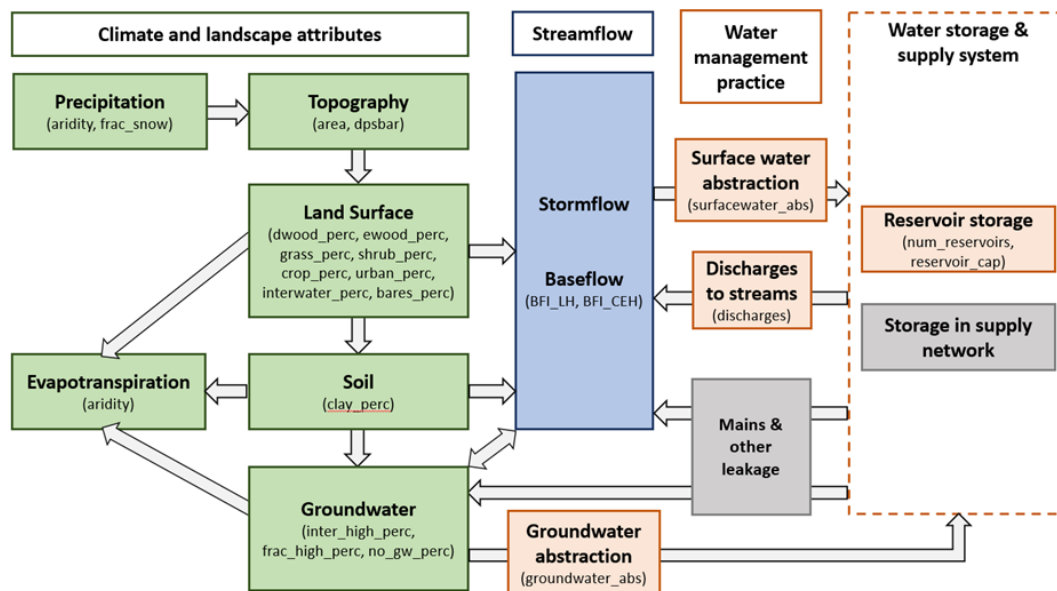 Climate and landscape attributes
Streamflow
Water
management
practice
Water storage &
supply system
Precipitation
(aridity, frac_snow)
Topography
(area, dpsbar)
Land Surface
(dwood_perc, ewood_perc,
grass_perc, shrub_perc,
crop_perc, urban_perc,
interwater_perc, bares_perc)
Evapotranspiration
(aridity)
Soil
(clay_perc)
Groundwater
(inter_high_perc,
frac_high_perc, no_gw_perc)
Stormflow
Baseflow
(BFI_LH, BFI_CEH)
Surface water
abstraction
(surfacewater_abs)
Discharges
to streams
(discharges)
Mains &
other
leakage
Groundwater
abstraction
(groundwater_abs)
Reservoir storage
(num_reservoirs,
reservoir_cap)
Storage in supply
network